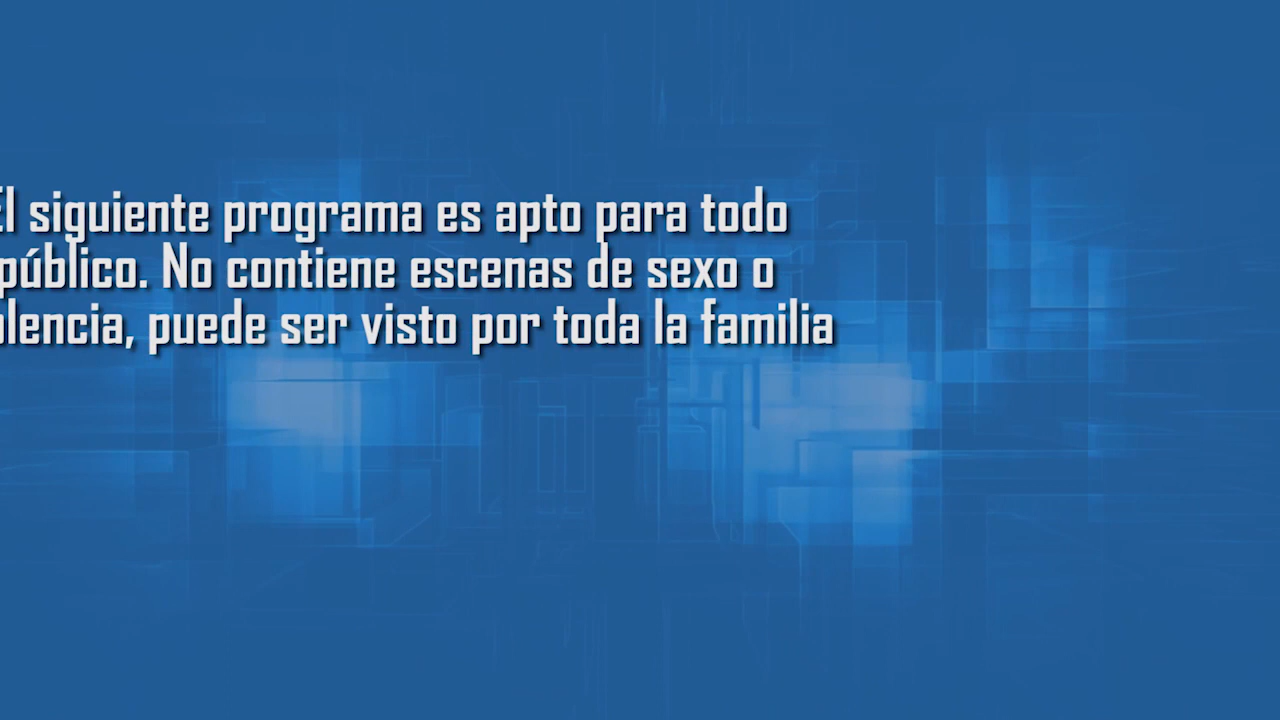 El siguiente programa es apto para todo
público. No contiene escenas de sexo o
olencia, puede ser visto por toda la familia